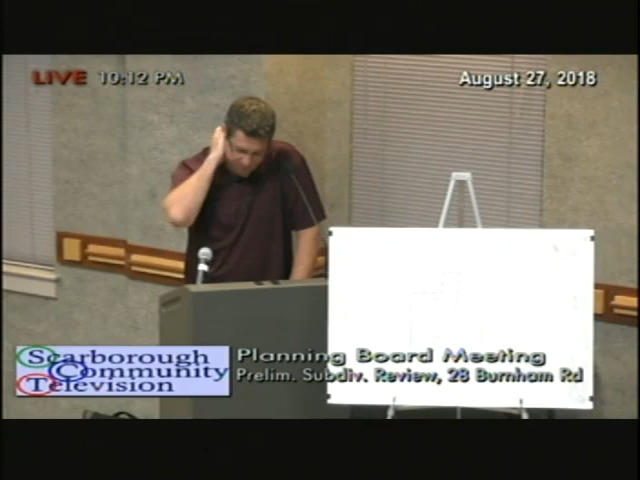 LIVE 10:12 PM
August 27, 2018
Scarborough
Community
Television
Planning Board Meeting
Prelim. Subdiv. Review, 28 Burnham Rd